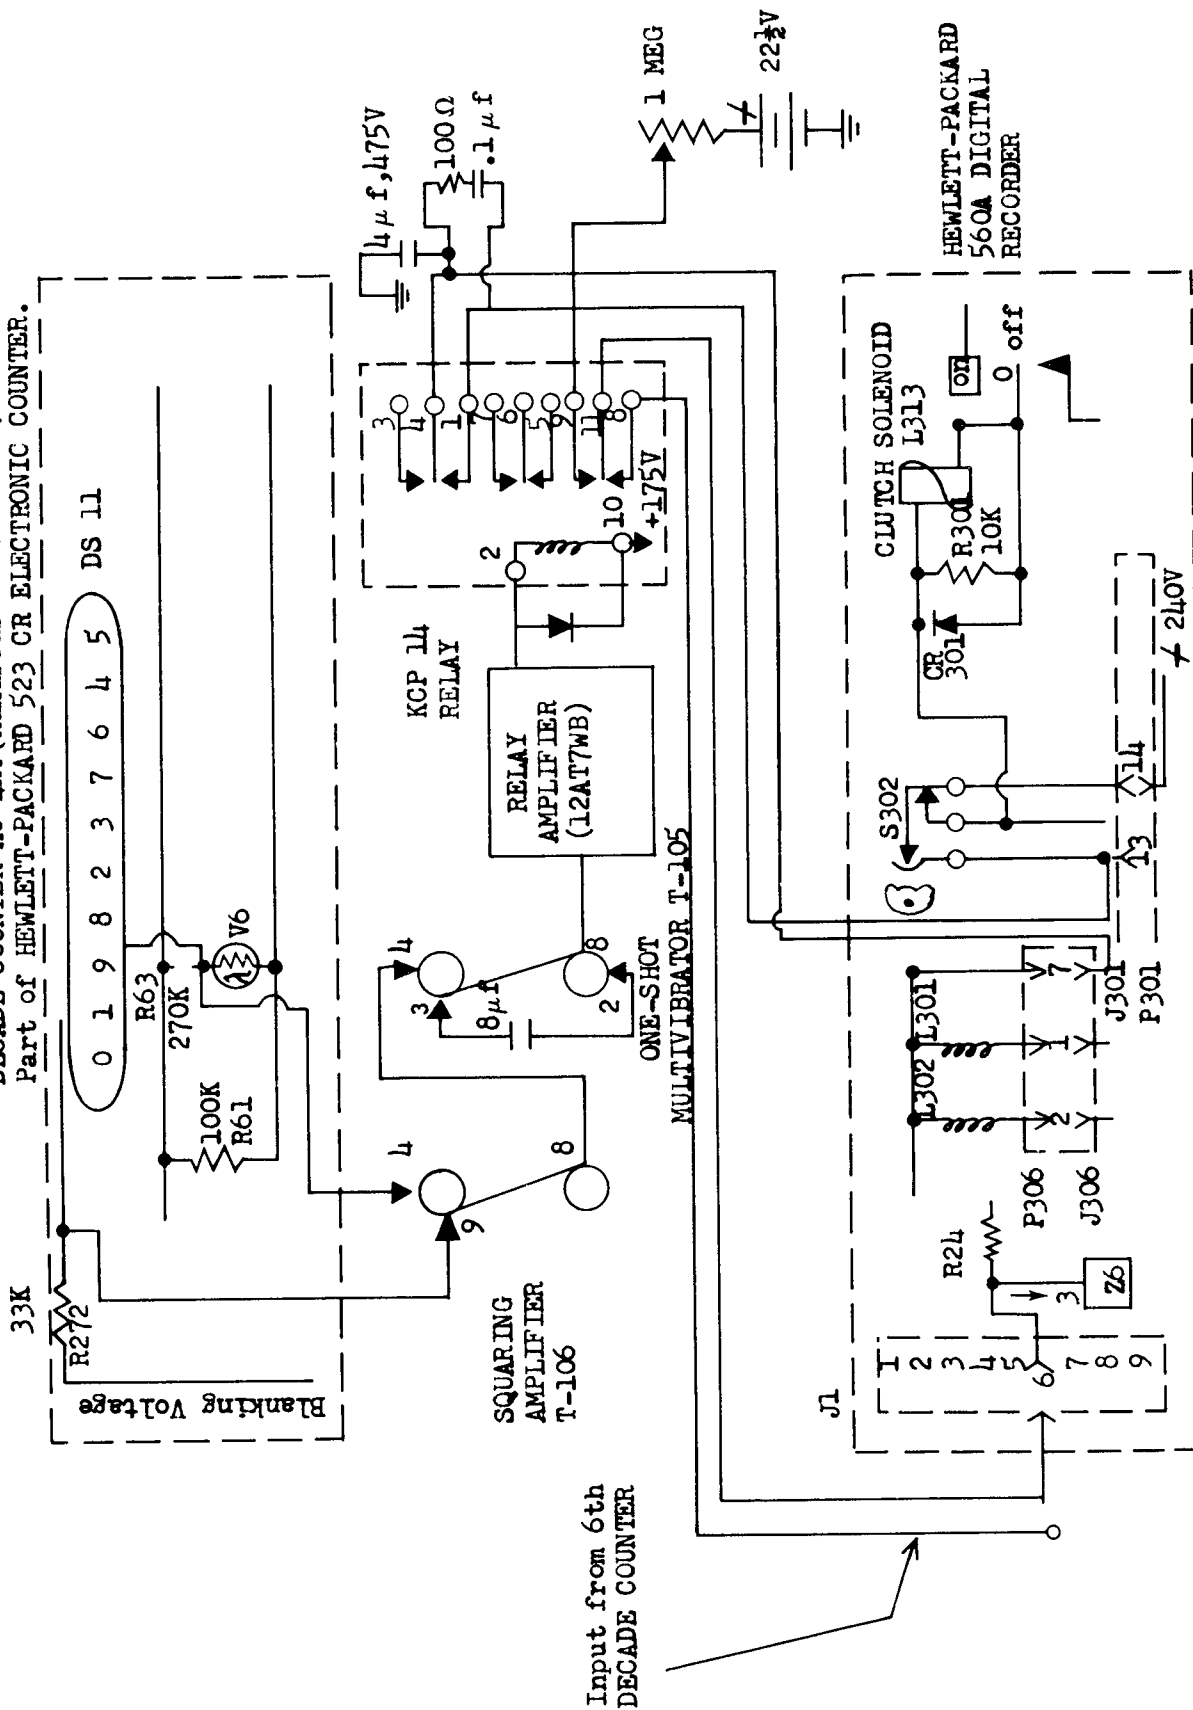 Part of HEWLETT-PACKARD 523 CR ELECTRONIC COUNTER.
33K
R272
Blanking Voltage
0 1 9 8 2 3 7 6 4 5
DS 11
R63
270K
V6
100K
R61
4μf,475V
100Ω
.1μf
1 MEG
+
22½V
KCP 14
RELAY
3
4
1
7
6
5
9
11
8
2
10
+175V
RELAY
AMPLIFIER
(12AT7WB)
4
3
8μf
8
2
ONE-SHOT
MULTIVIBRATOR T-105
4
9
8
SQUARING
AMPLIFIER
T-106
Input from 6th
DECADE COUNTER
HEWLETT-PACKARD
560A DIGITAL
RECORDER
CLUTCH SOLENOID
L313
on
0 off
R301
10K
CR
301
S302
14
13
+ 240V
J301
P301
L301
L302
7
1
2
P306
J306
R24
3
Z6
J1
1
2
3
4
5
6
7
8
9